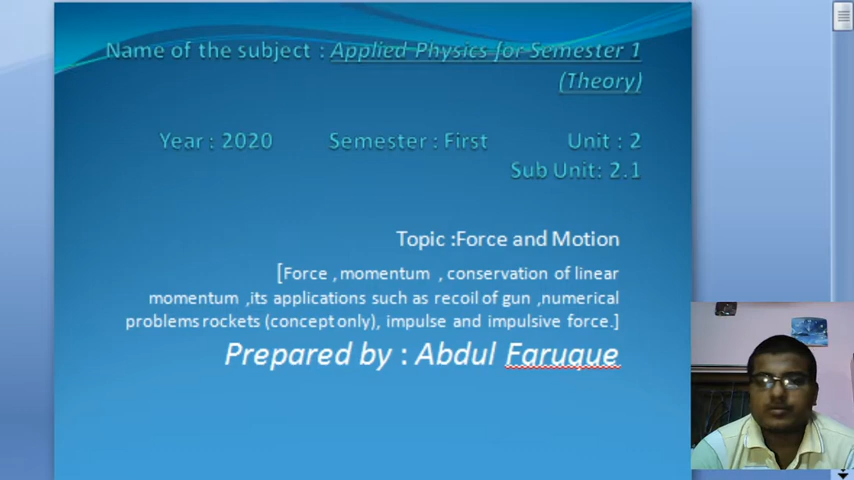 Name of the subject : Applied Physics for Semester 1
(Theory)
Year : 2020 Semester : First Unit : 2
Sub Unit: 2.1
Topic :Force and Motion
[Force , momentum , conservation of linear
momentum ,its applications such as recoil of gun ,numerical
problems rockets (concept only), impulse and impulsive force.]
Prepared by : Abdul Faruque